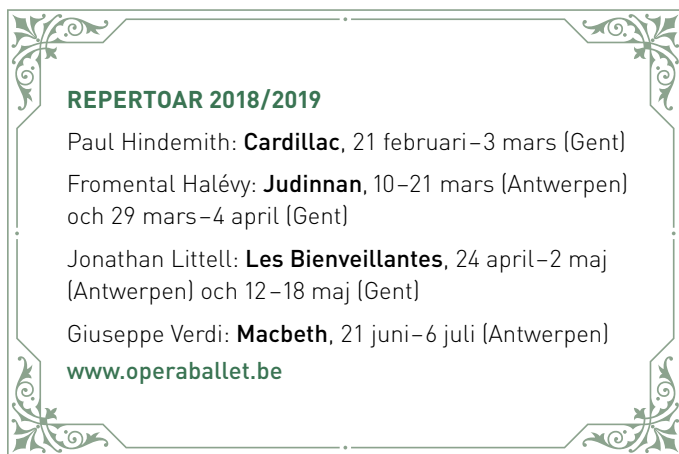 REPERTOAR 2018/2019
Paul Hindemith: Cardillac, 21 februari–3 mars (Gent)
Fromental Halévy: Judinnan, 10–21 mars (Antwerpen)
och 29 mars–4 april (Gent)
Jonathan Littell: Les Bienveillantes, 24 april–2 maj
(Antwerpen) och 12–18 maj (Gent)
Giuseppe Verdi: Macbeth, 21 juni–6 juli (Antwerpen)
www.operaballet.be